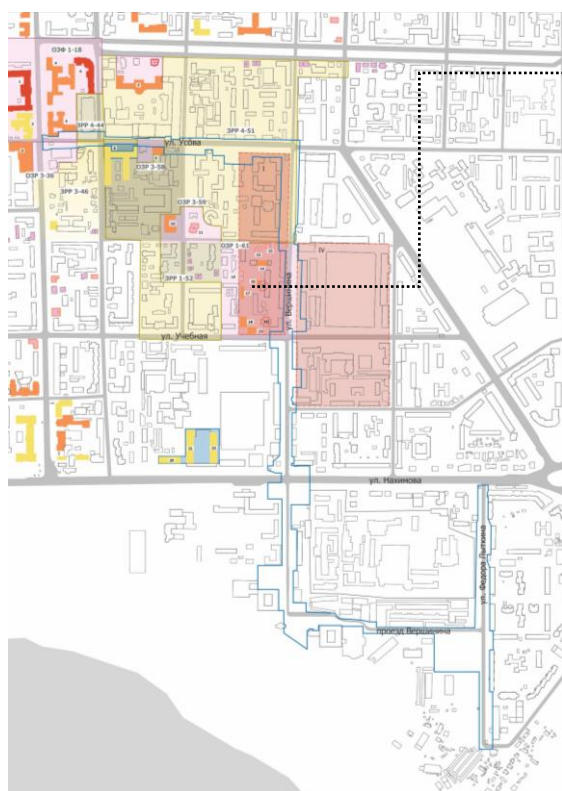 ОЭФ 1-18
ЗРР 4-44
ЗРР 4-51
ул. Усова
ОЗР 3-36
ОЗР 3-58
ЗРР 3-46
ОЗР 3-59
ОЗР 1-61
IV
ЗРР 1-52
ул. Вершинина
ул. Учебная
ул. Нахимова
ул. Федора Лыткина
проезд Вершинина